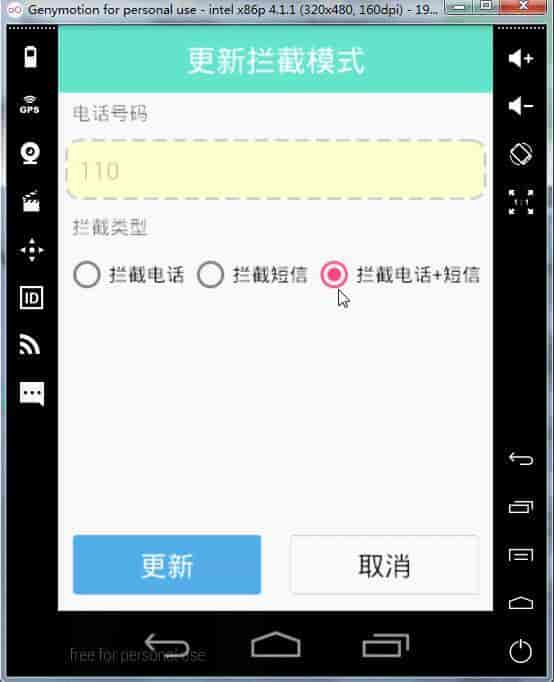 Genymotion for personal use - intel x86p 4.1.1 (320x480, 160dpi) - 19...
更新拦截模式
GPS
电话号码
110
1:1
拦截类型
拦截电话 拦截短信 拦截电话+短信
ID
更新 取消
free for personal use